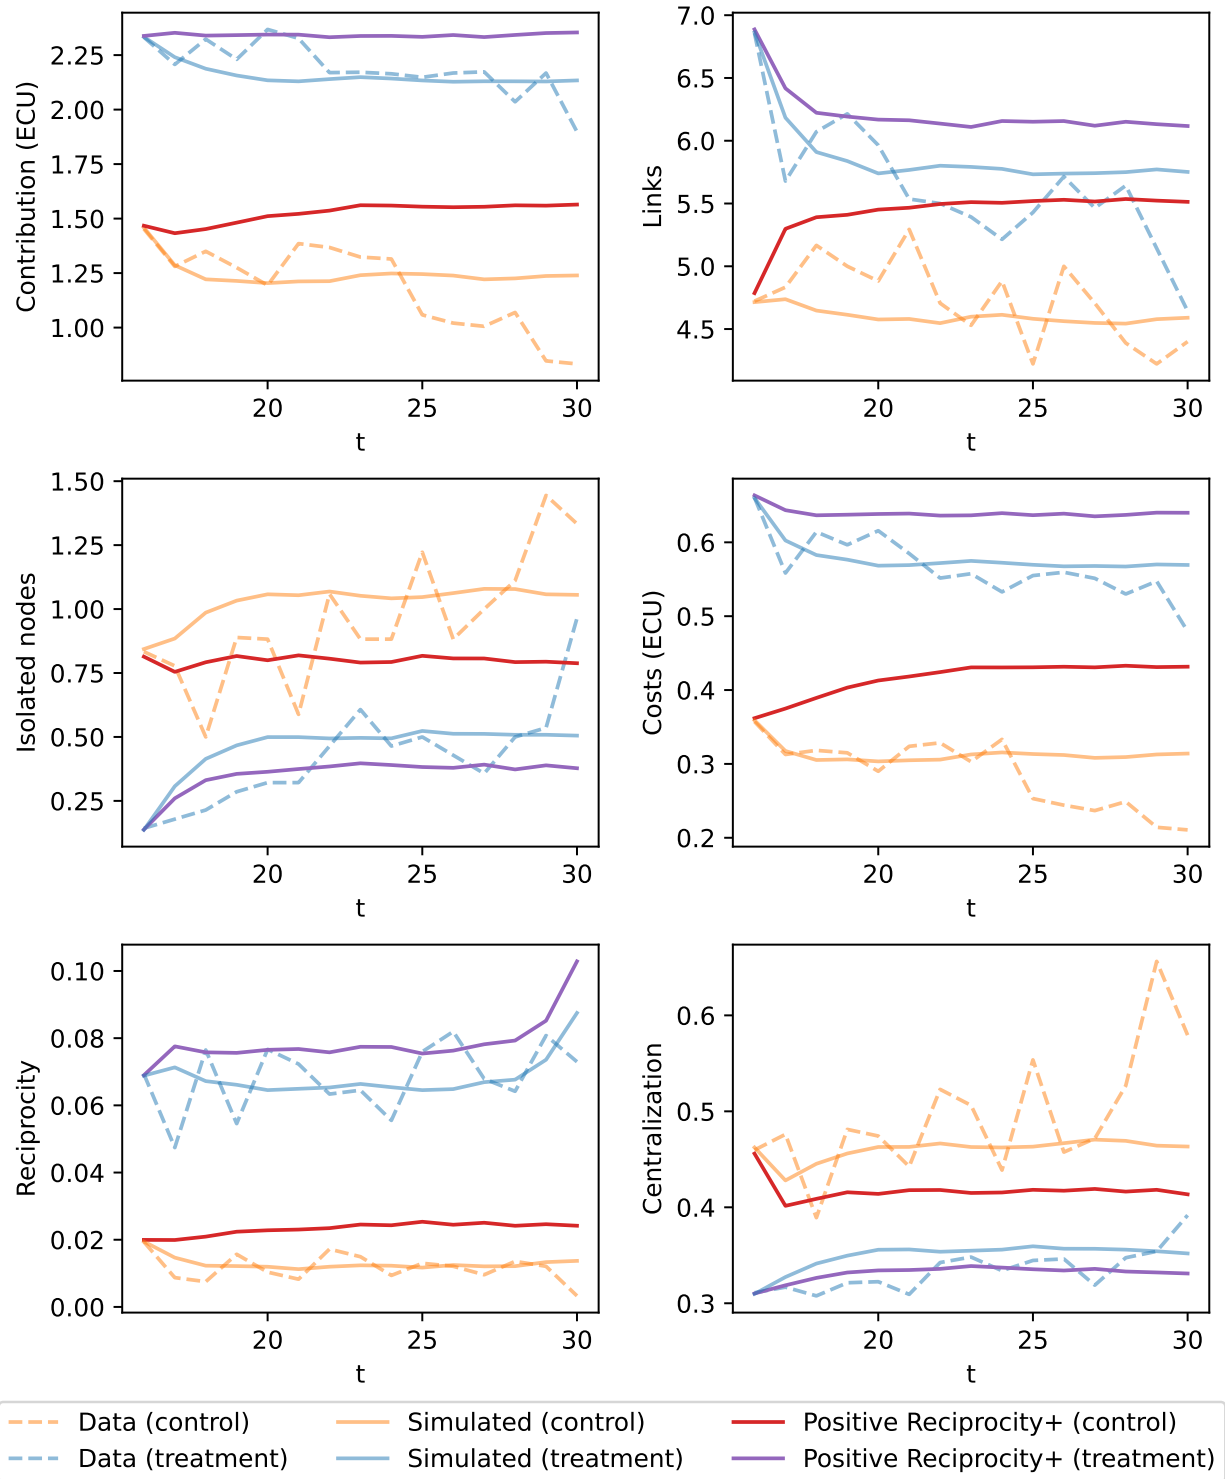 2.25
2.00
1.75
1.50
1.25
1.00
Contribution (ECU)
20 25 30
t
7.0
6.5
6.0
5.5
5.0
4.5
Links
20 25 30
t
1.50
1.25
1.00
0.75
0.50
0.25
Isolated nodes
20 25 30
t
0.6
0.5
0.4
0.3
0.2
Costs (ECU)
20 25 30
t
0.10
0.08
0.06
0.04
0.02
0.00
Reciprocity
20 25 30
t
0.6
0.5
0.4
0.3
Centralization
20 25 30
t
Data (control) Simulated (control) Positive Reciprocity+ (control)
Data (treatment) Simulated (treatment) Positive Reciprocity+ (treatment)